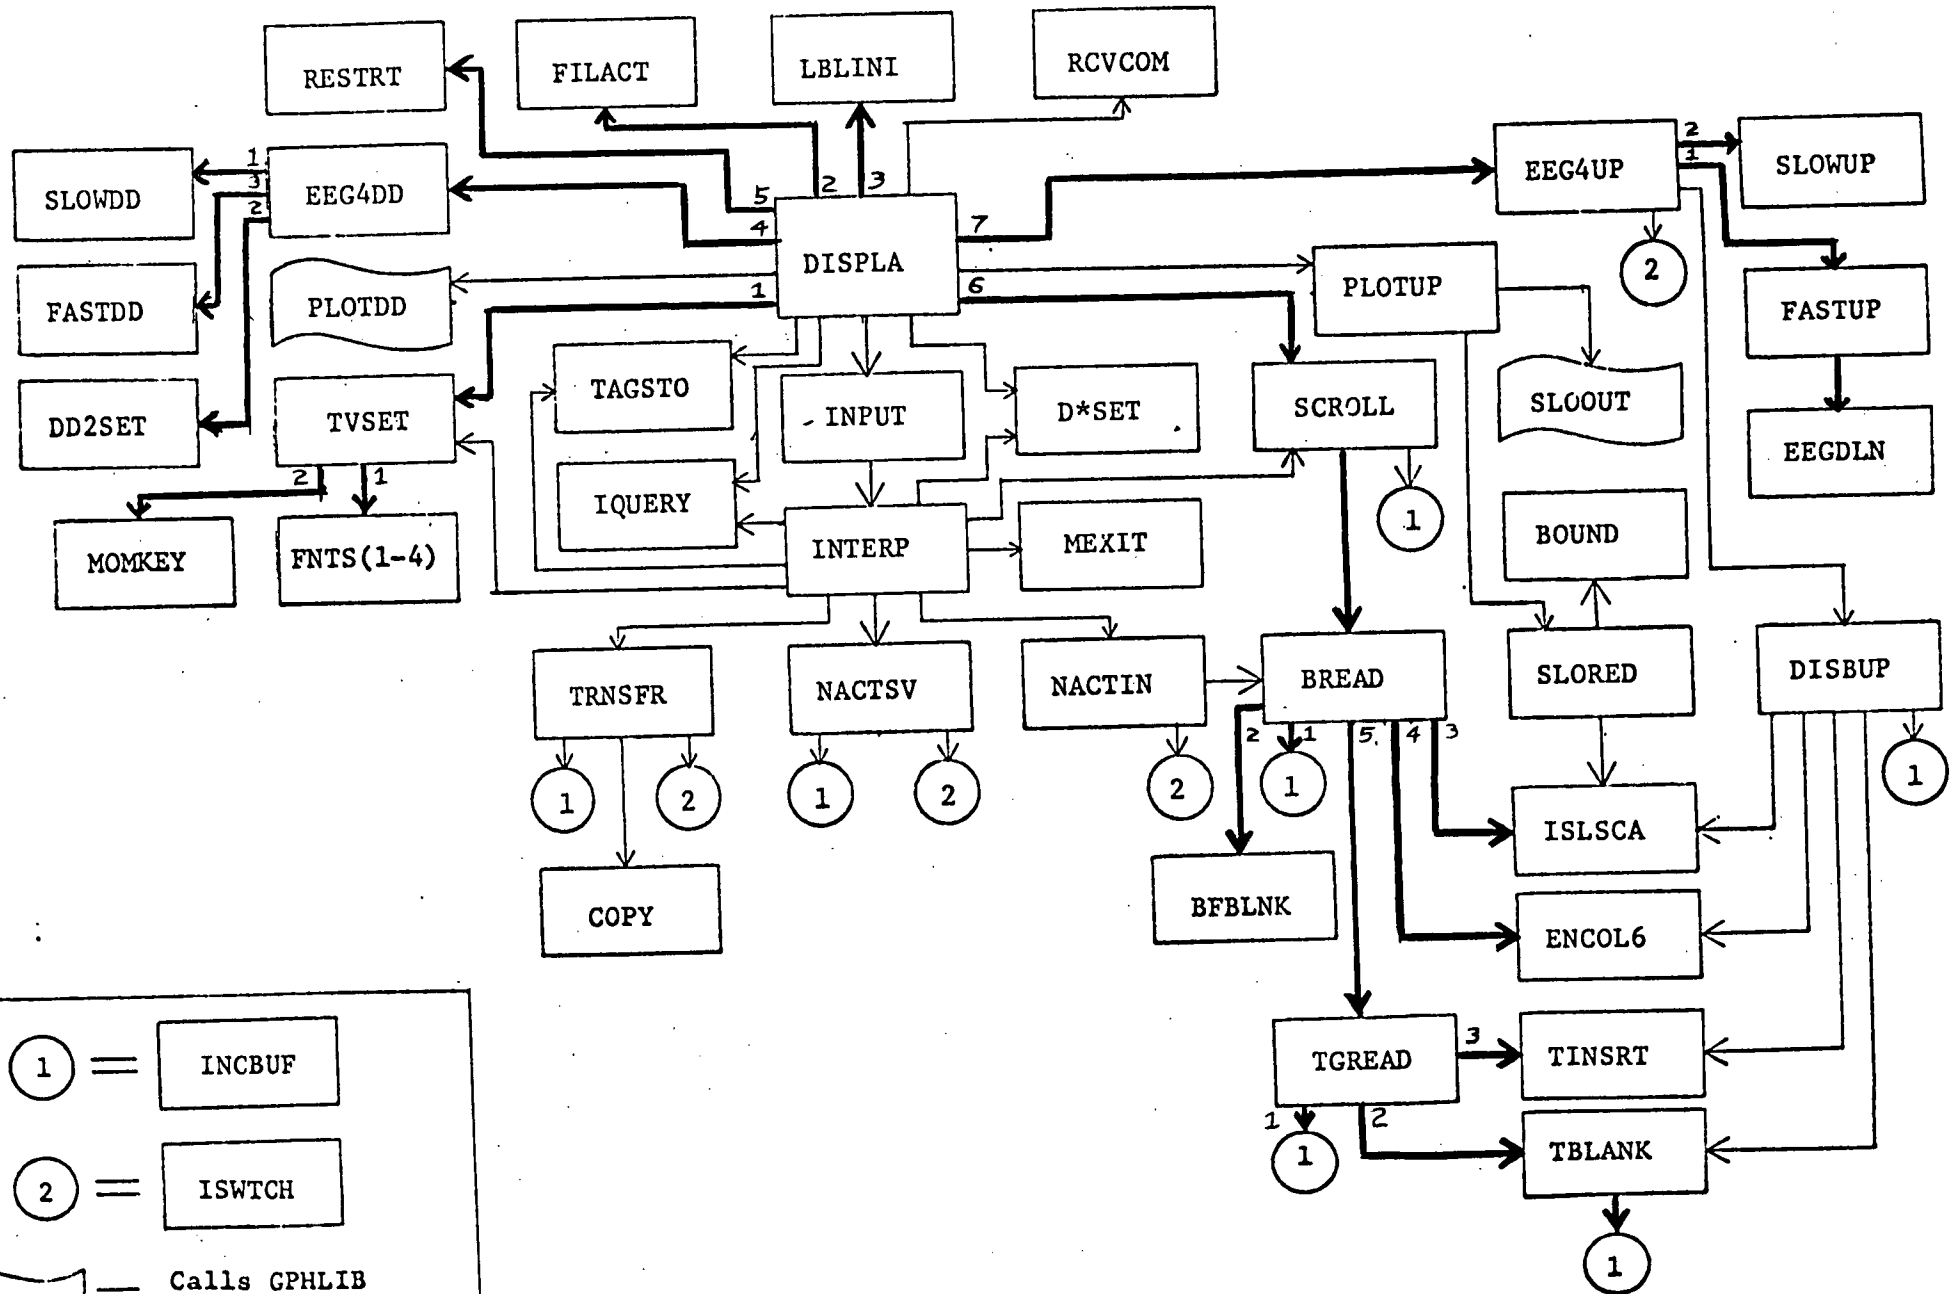 RESTRT
FILACT
LBLINI
RCVCOM
SLOWDD
1
3
2
EEG4DD
5
4
2
3
DISPLA
7
6
1
EEG4UP
2
1
SLOWUP
2
FASTDD
PLOTDD
PLOTUP
FASTUP
DD2SET
TVSET
2
1
TAGSTO
INPUT
D*SET
SCROLL
1
SLOOUT
EEGDLN
MOMKEY
FNTS(1-4)
IQUERY
INTERP
MEXIT
BOUND
TRNSFR
1
2
NACTSV
1
2
NACTIN
2
BREAD
2
1
5
4
3
1
SLORED
DISBUP
1
COPY
BFBLNK
ISLSCA
ENCOL6
TGREAD
3
1
2
1
TINSRT
TBLANK
1
1 = INCBUF
2 = ISWTCH
Calls GPHLIB